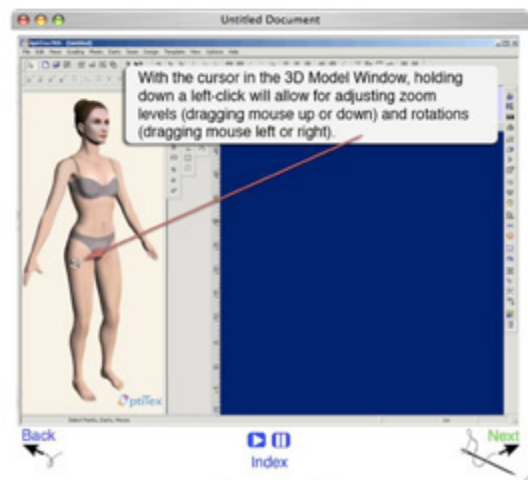 Untitled Document
With the cursor in the 3D Model Window, holding
down a left-click will allow for adjusting zoom
levels (dragging mouse up or down) and rotations
(dragging mouse left or right).
OptiTex
Back
Index
Next